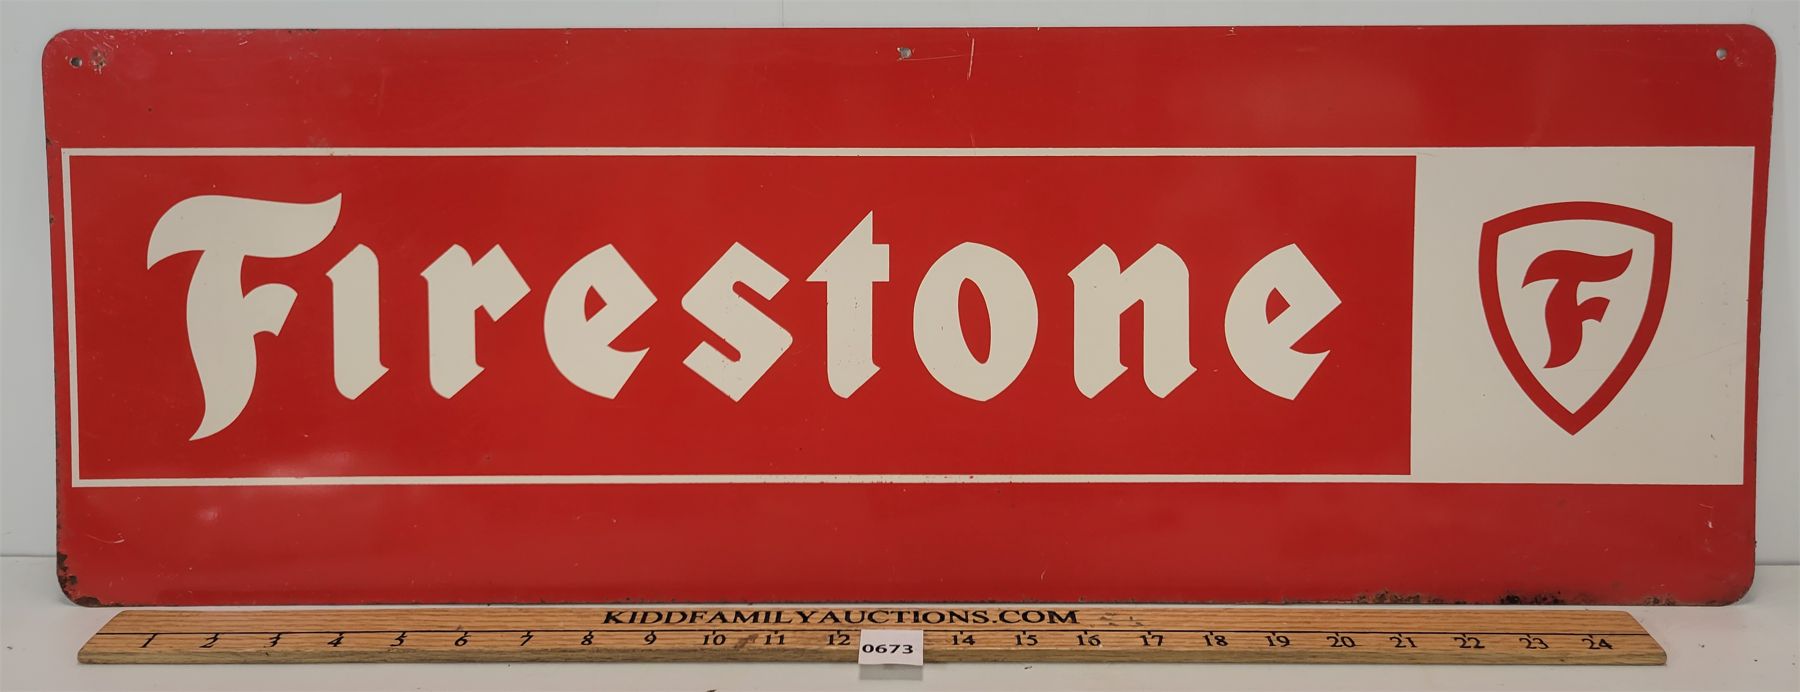 Firestone F
KIDDFAMILYAUCTIONS.COM
1 2 3 4 5 6 7 8 9 10 11 12 14 15 16 17 18 19 20 21 22 23 24
0673